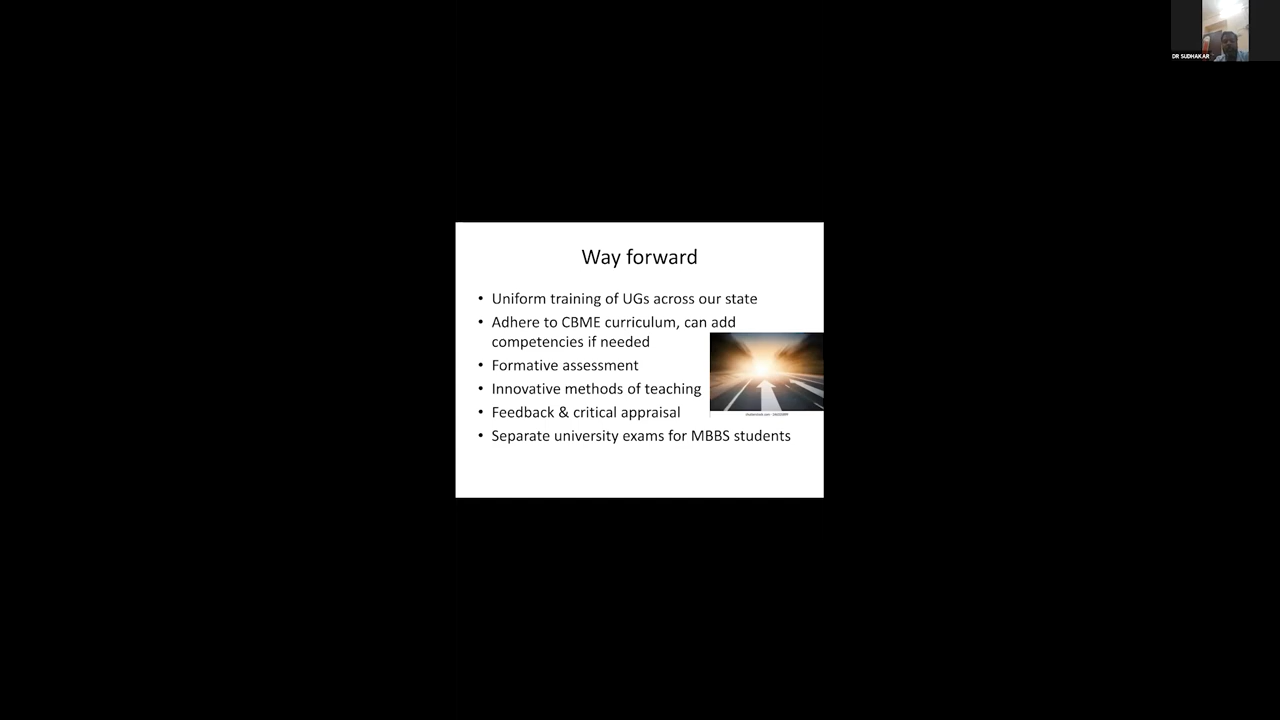 DR SUDHAKAR
Way forward
• Uniform training of UGs across our state
• Adhere to CBME curriculum, can add
competencies if needed
• Formative assessment
• Innovative methods of teaching
• Feedback & critical appraisal
• Separate university exams for MBBS students